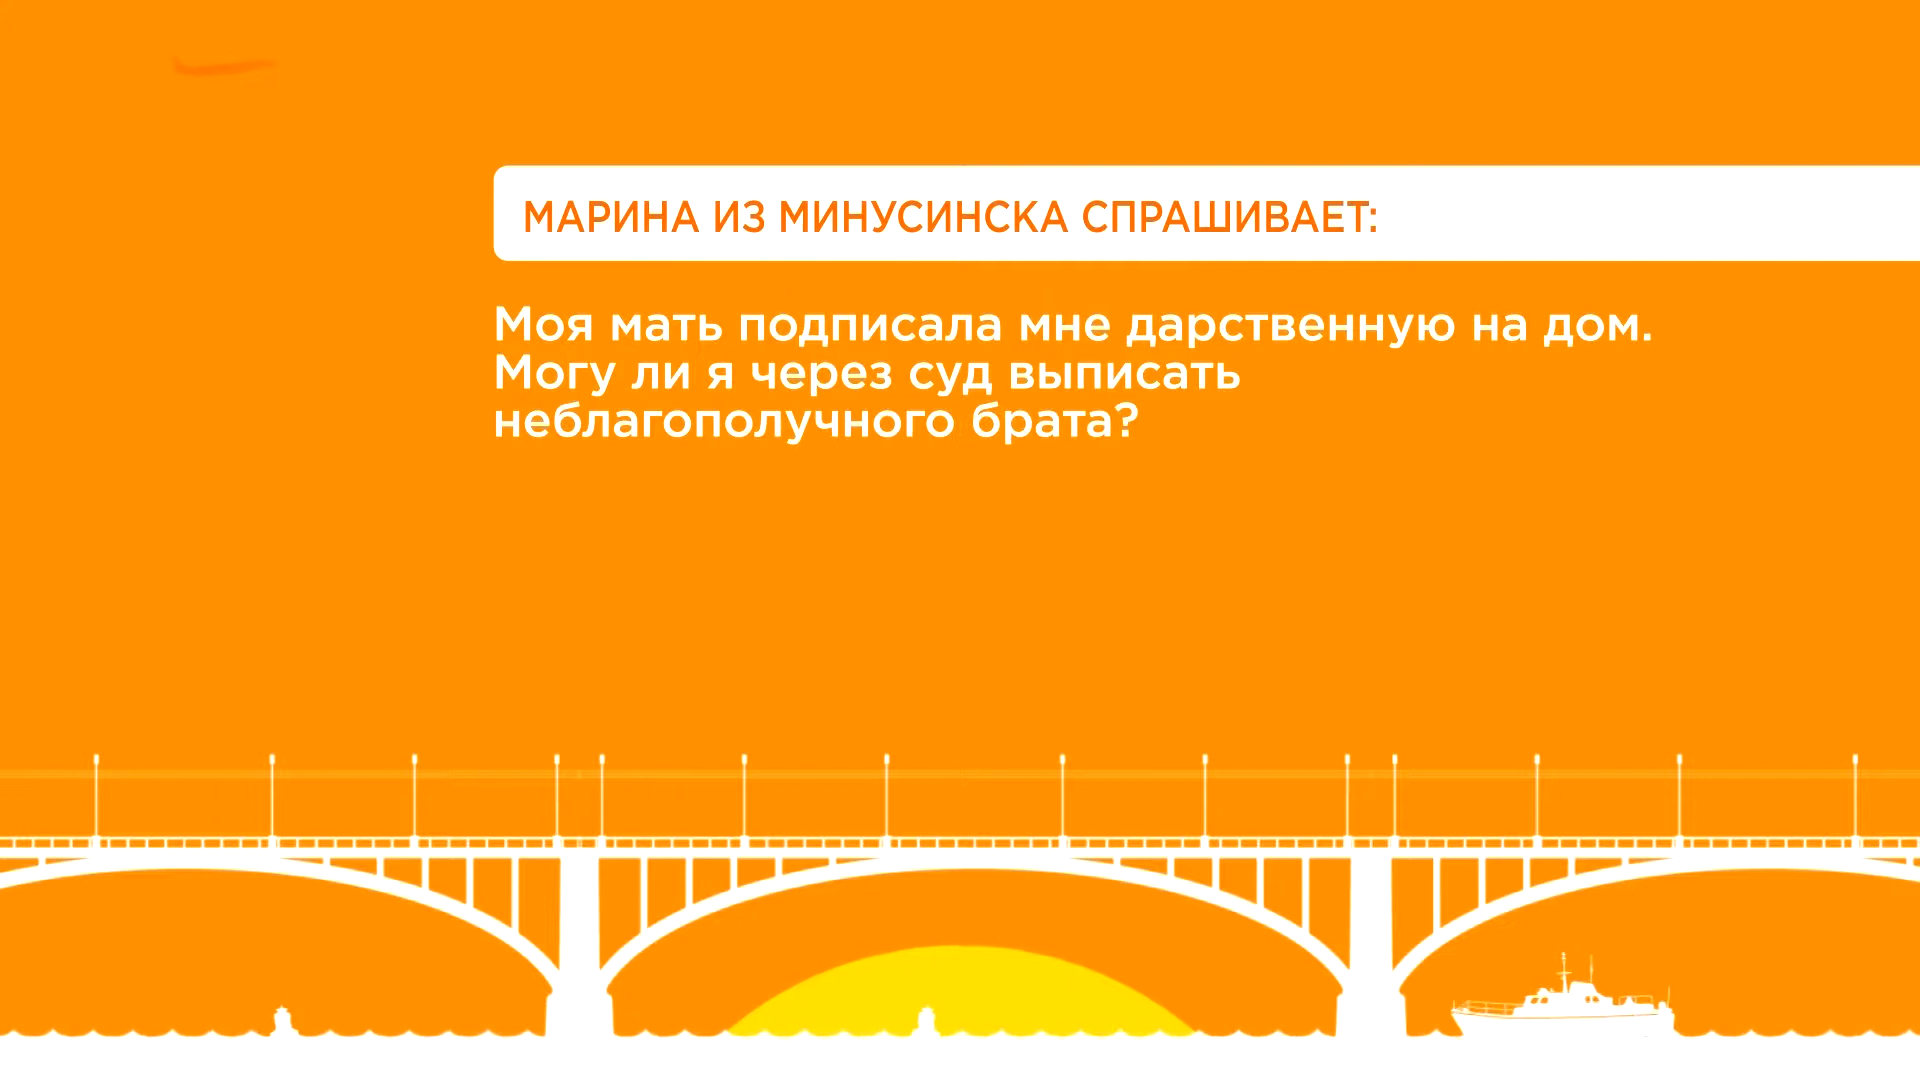 МАРИНА ИЗ МИНУСИНСКА СПРАШИВАЕТ:
Моя мать подписала мне дарственную на дом.
Могу ли я через суд выписать
неблагополучного брата?